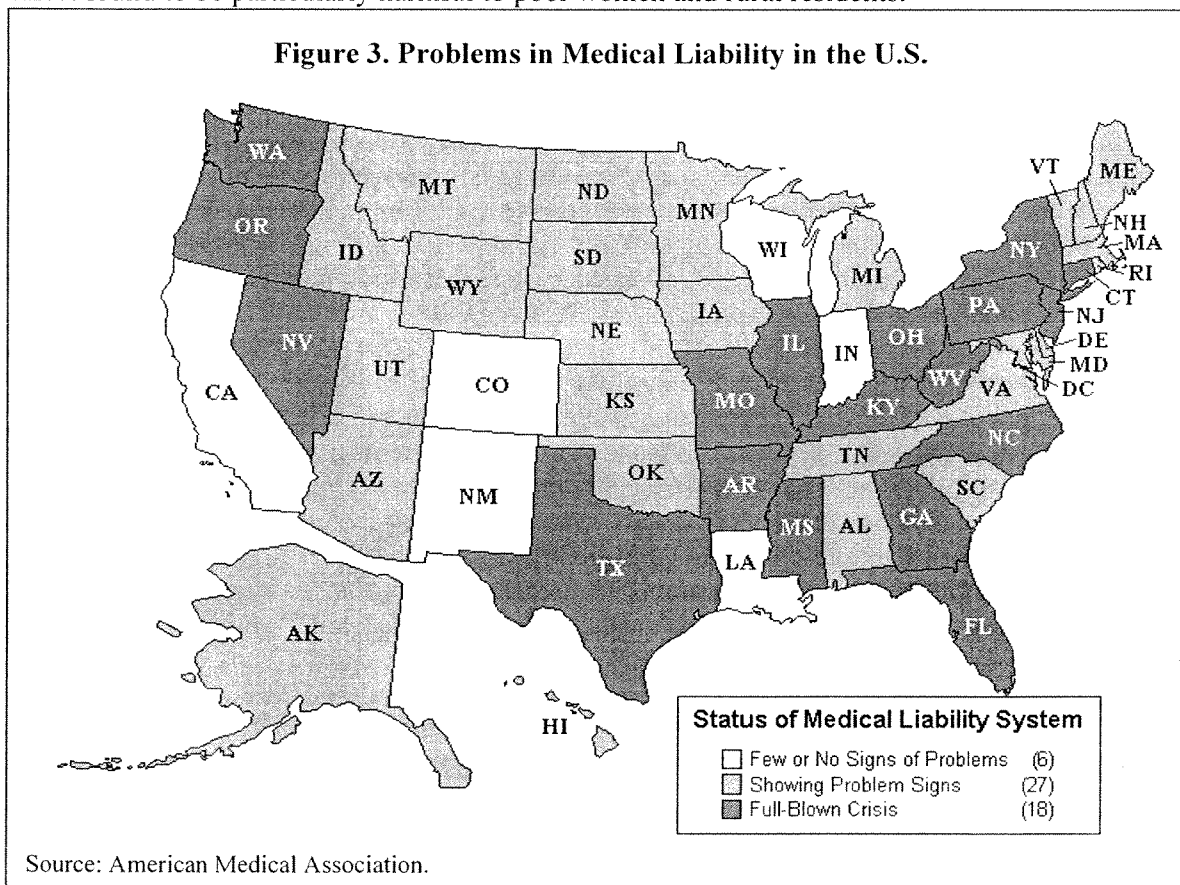 Figure 3. Problems in Medical Liability in the U.S.
WA
MT
ND
MN
VT
ME
OR
ID
SD
WI
NY
NH
MA
WY
MI
RI
CT
IA
PA
NJ
NE
NV
UT
IL
IN
OH
DE
MD
CA
CO
WV
VA
DC
KS
MO
KY
NC
TN
OK
AZ
NM
AR
SC
MS
AL
GA
LA
TX
FL
AK
HI
Status of Medical Liability System
Few or No Signs of Problems (6)
Showing Problem Signs (27)
Full-Blown Crisis (18)
Source: American Medical Association.